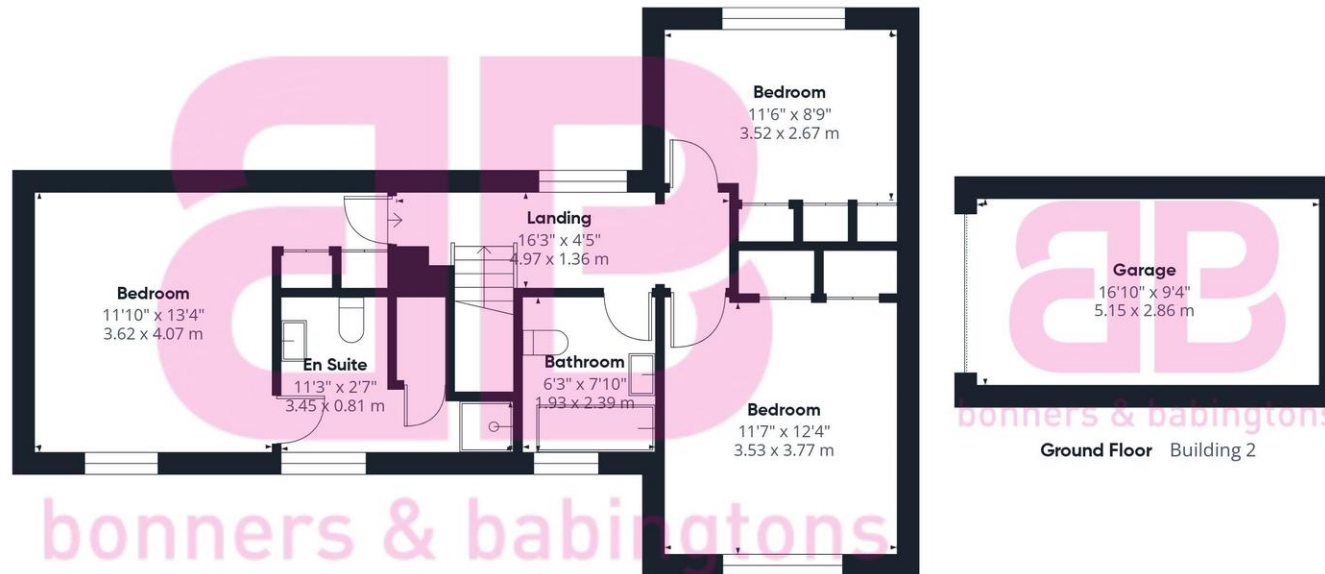 Bedroom
11'6" x 8'9"
3.52 x 2.67 m
Landing
16'3" x 4'5"
4.97 x 1.36 m
Bedroom
11'10" x 13'4"
3.62 x 4.07 m
En Suite
11'3" x 2'7"
3.45 x 0.81 m
Bathroom
6'3" x 7'10"
1.93 x 2.39 m
Bedroom
11'7" x 12'4"
3.53 x 3.77 m
bonners & babingtons
Garage
16'10" x 9'4"
5.15 x 2.86 m
bonners & babingtons
Ground Floor Building 2